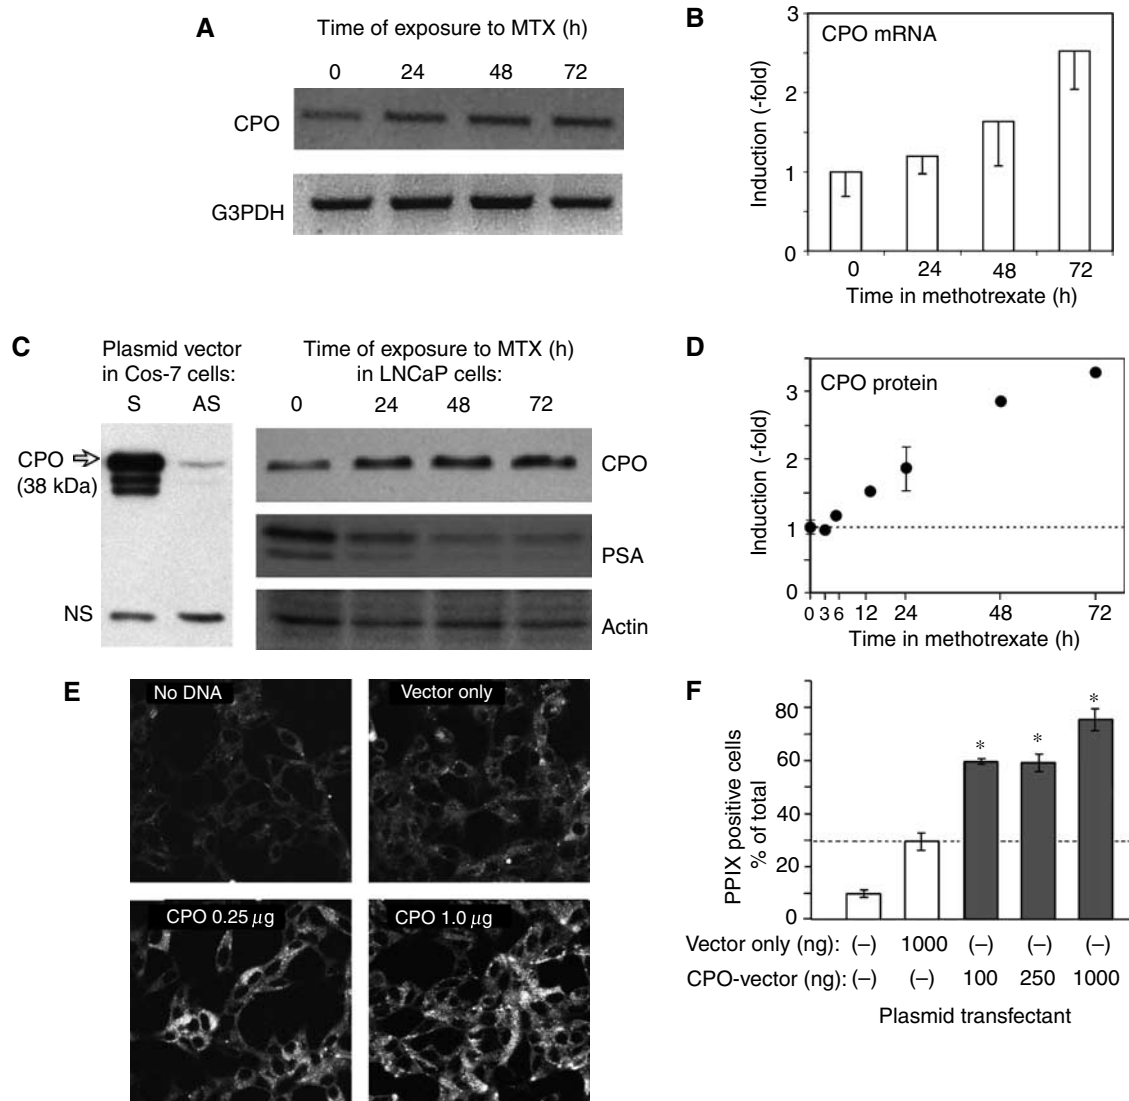 A
Time of exposure to MTX (h)
0 24 48 72
CPO
G3PDH
B
CPO mRNA
Induction (-fold)
3
2
1
0
0 24 48 72
Time in methotrexate (h)
C
Plasmid vector
in Cos-7 cells:
S AS
CPO
(38 kDa)
NS
Time of exposure to MTX (h)
in LNCaP cells:
0 24 48 72
CPO
PSA
Actin
D
CPO protein
Induction (-fold)
3
2
1
0
0 3 6 12 24 48 72
Time in methotrexate (h)
E
No DNA
Vector only
CPO 0.25 μg
CPO 1.0 μg
F
PPIX positive cells
% of total
80
60
40
20
0
* * *
Vector only (ng): (–) 1000 (–) (–) (–)
CPO-vector (ng): (–) (–) 100 250 1000
Plasmid transfectant